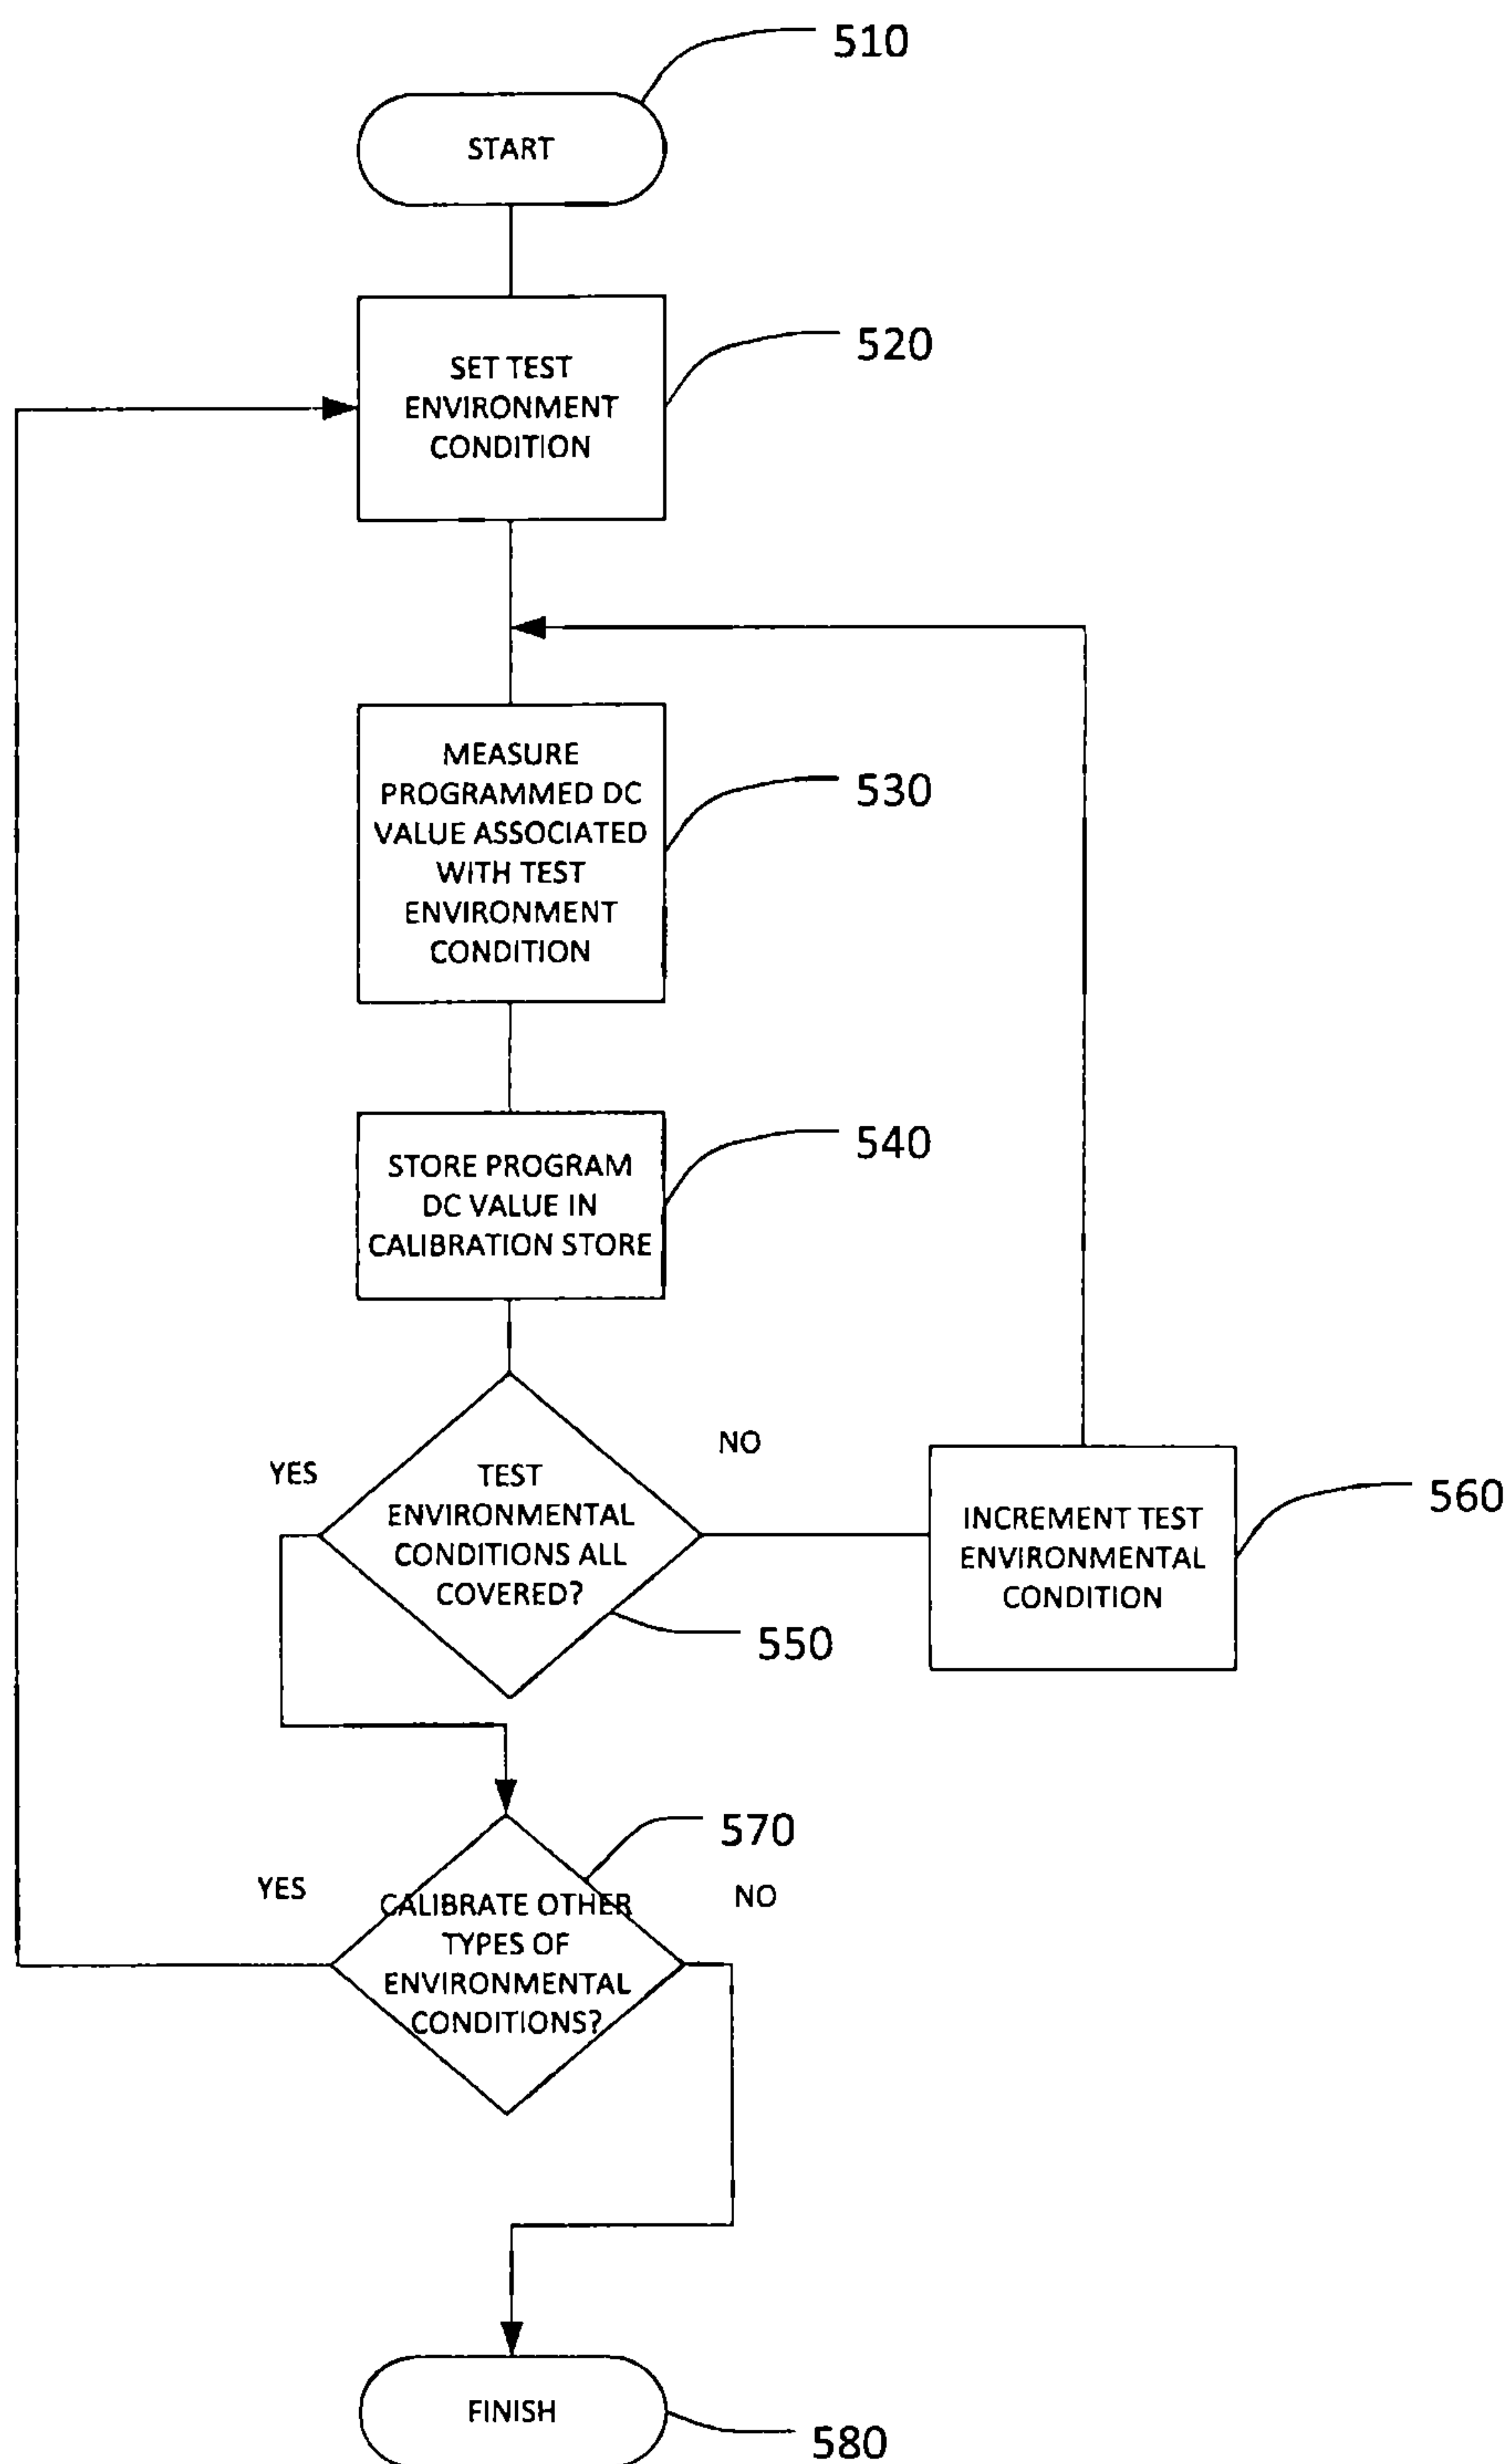 510
START
520
SET TEST
ENVIRONMENT
CONDITION
530
MEASURE
PROGRAMMED DC
VALUE ASSOCIATED
WITH TEST
ENVIRONMENT
CONDITION
540
STORE PROGRAM
DC VALUE IN
CALIBRATION STORE
NO
YES
TEST
ENVIRONMENTAL
CONDITIONS ALL
COVERED?
550
560
INCREMENT TEST
ENVIRONMENTAL
CONDITION
570
YES
NO
CALIBRATE OTHER
TYPES OF
ENVIRONMENTAL
CONDITIONS?
FINISH
580